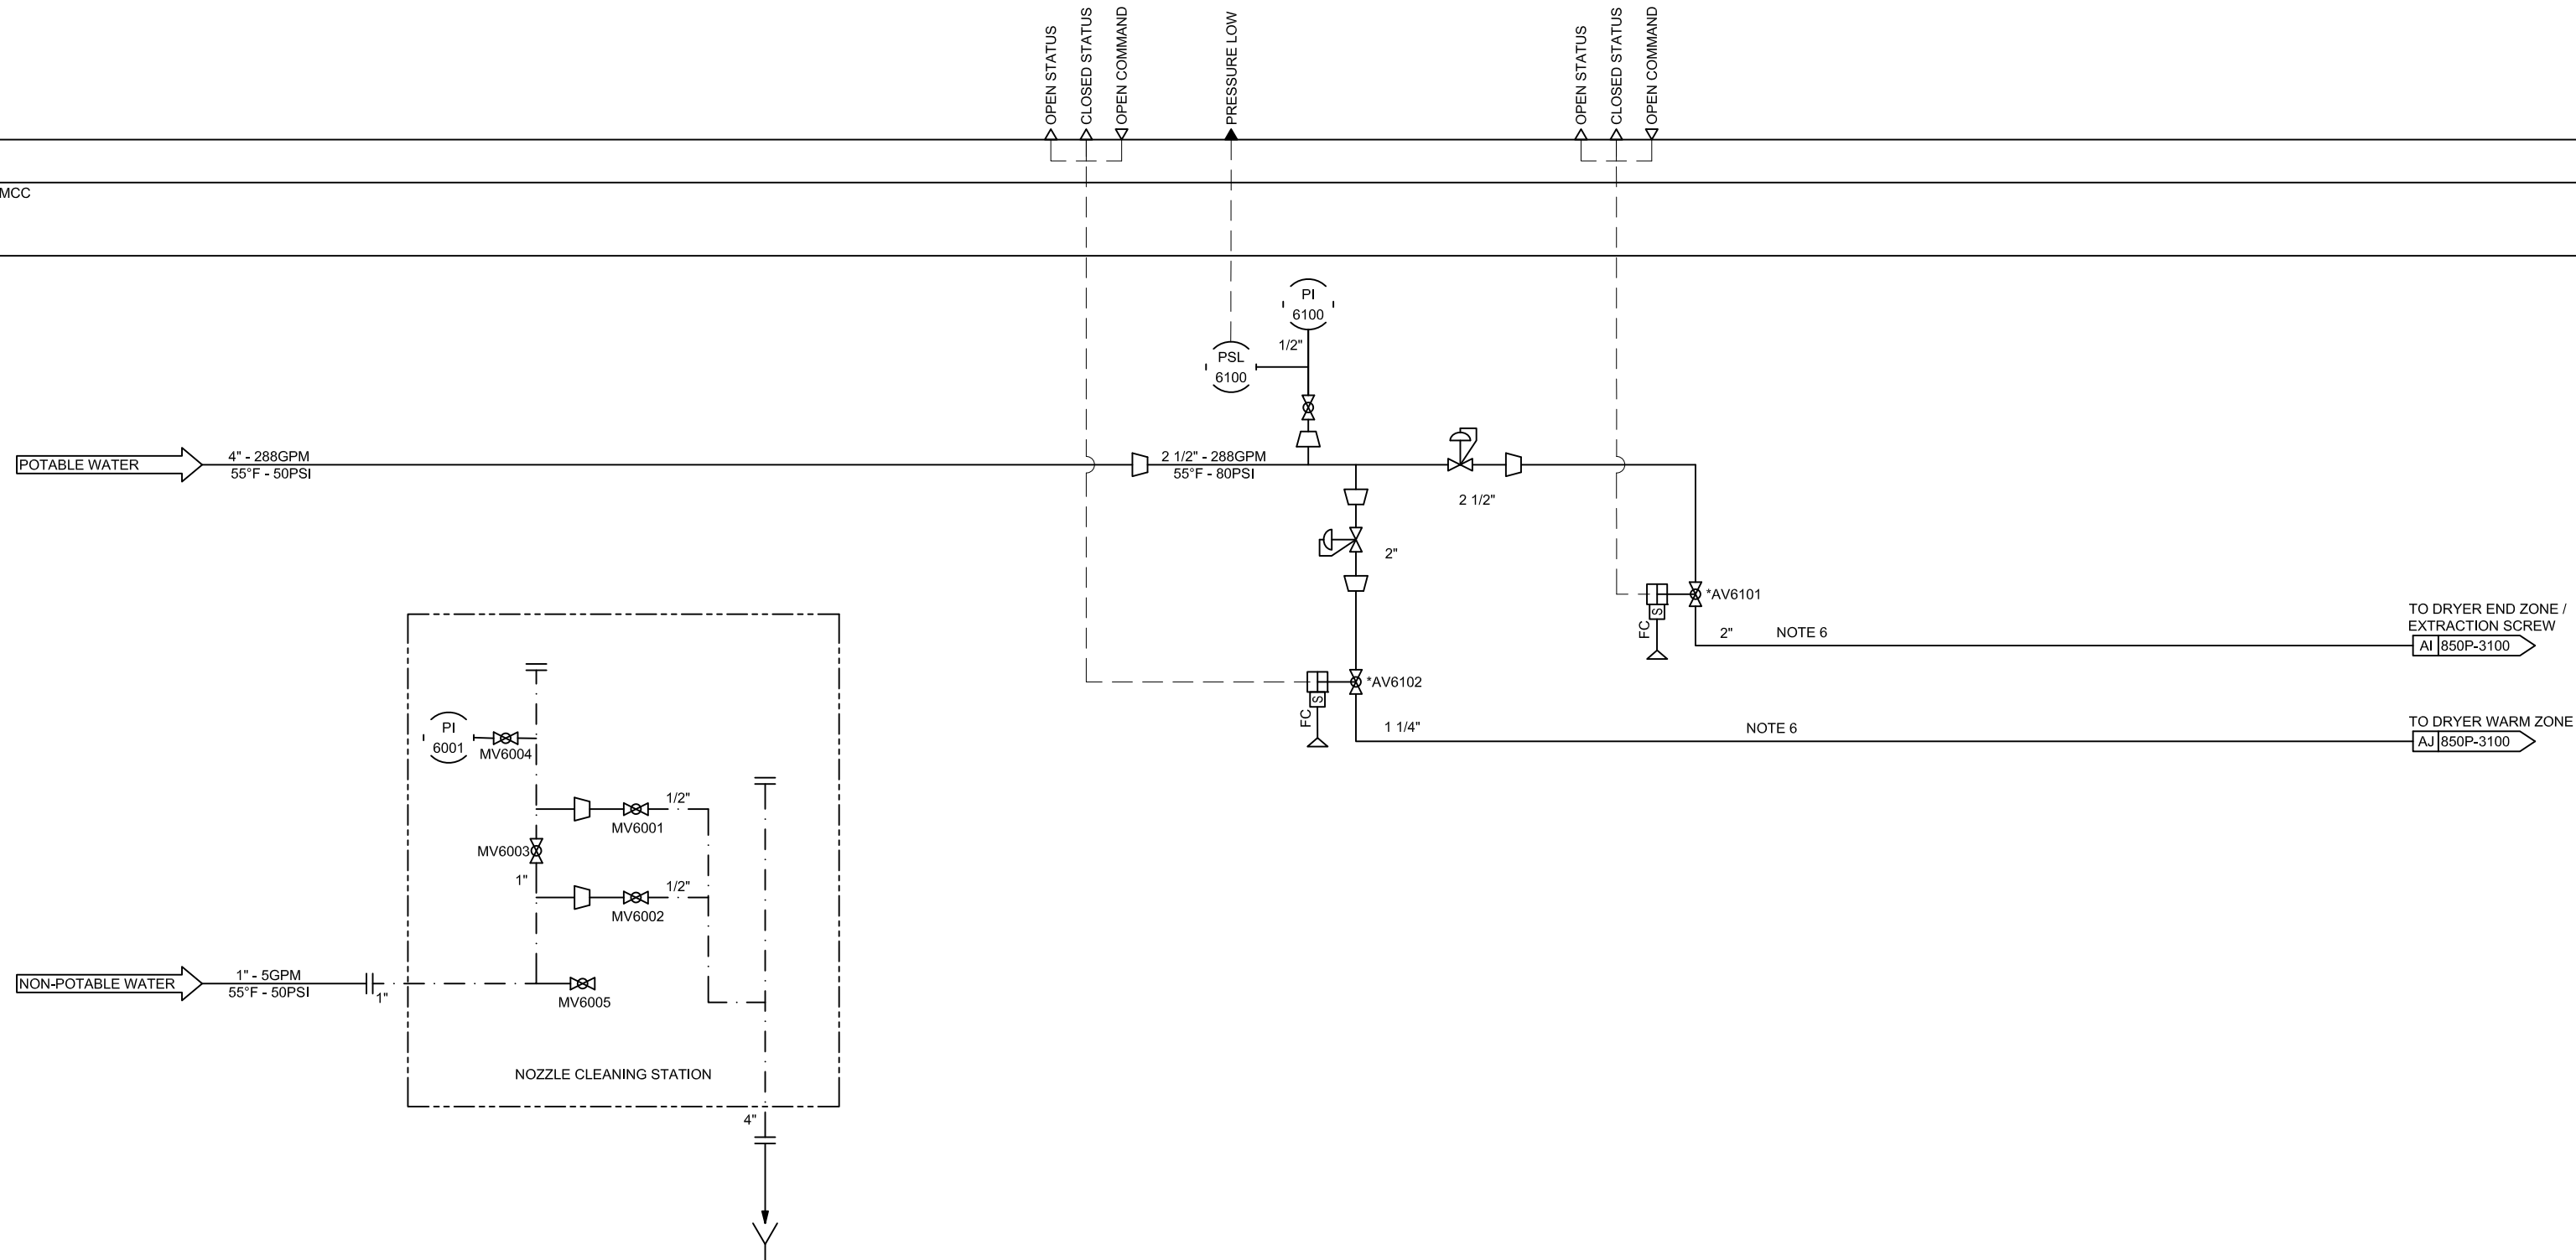 OPEN STATUS
CLOSED STATUS
OPEN COMMAND
PRESSURE LOW
OPEN STATUS
CLOSED STATUS
OPEN COMMAND
MCC
PI
6100
1/2"
PSL
6100
POTABLE WATER
4" - 288GPM
55°F - 50PSI
2 1/2" - 288GPM
55°F - 80PSI
2 1/2"
2"
*AV6101
S
FC
2"
NOTE 6
TO DRYER END ZONE /
EXTRACTION SCREW
AI 850P-3100
*AV6102
S
FC
1 1/4"
NOTE 6
TO DRYER WARM ZONE
AJ 850P-3100
PI
6001
MV6004
1/2"
MV6001
MV6003
1"
1/2"
MV6002
NON-POTABLE WATER
1" - 5GPM
55°F - 50PSI
1"
MV6005
NOZZLE CLEANING STATION
4"